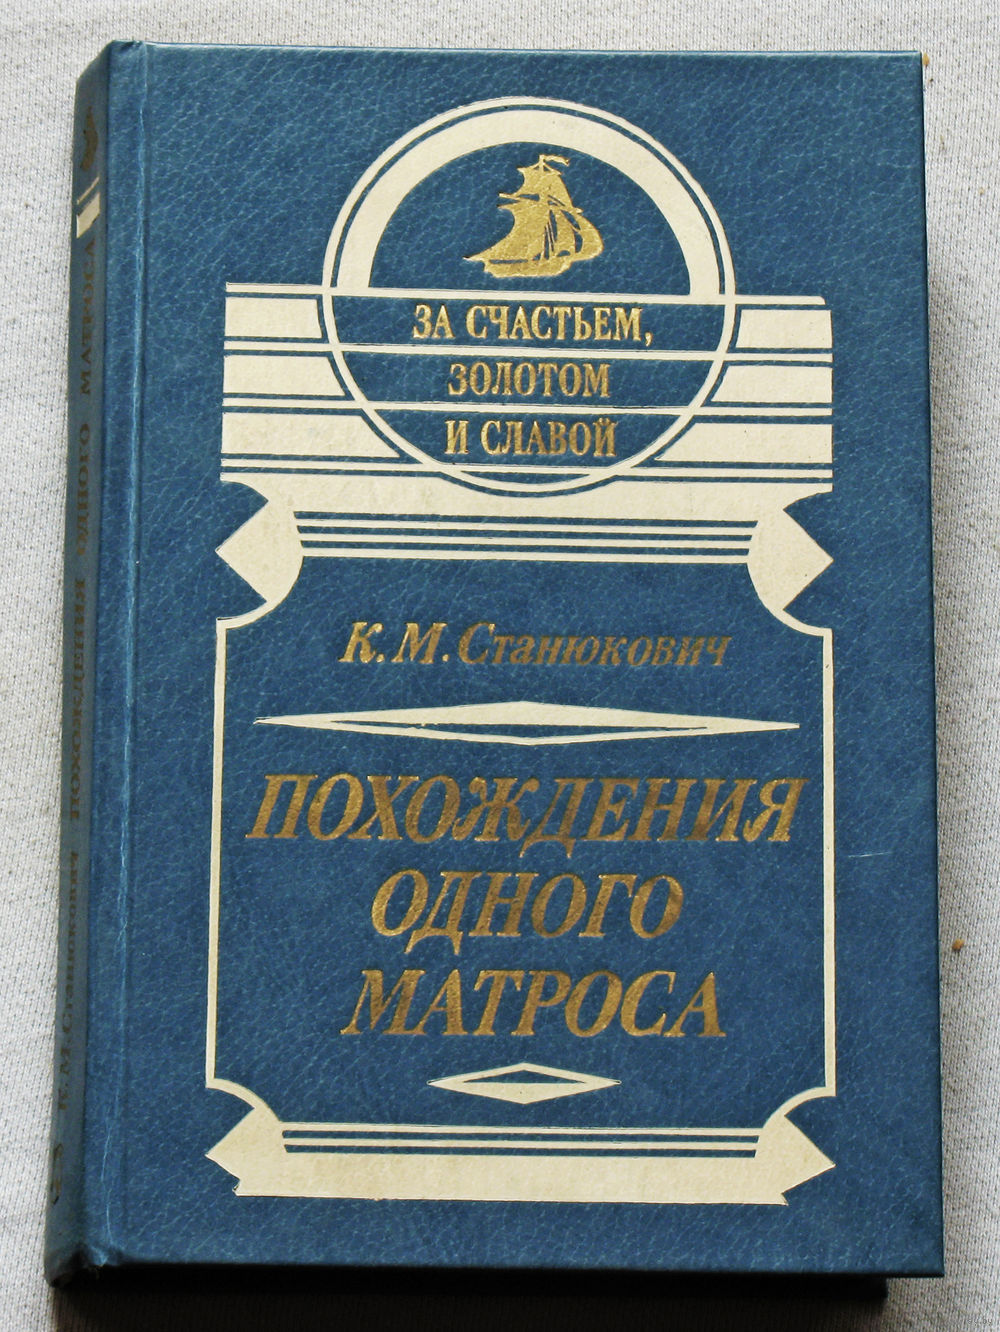 ЗА СЧАСТЬЕМ,
ЗОЛОТОМ
И СЛАВОЙ
К. М. Станюкович
ПОХОЖДЕНИЯ
ОДНОГО
МАТРОСА
К. М. Станюкович ПОХОЖДЕНИЯ ОДНОГО МАТРОСА